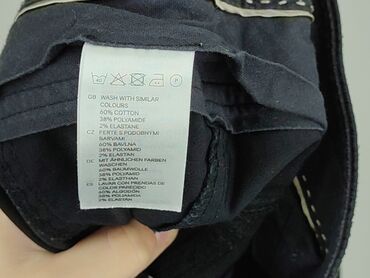 GB WASH WITH SIMILAR
COLOURS
60% COTTON
38% POLYAMIDE
2% ELASTANE
CZ PERTE S PODOBNÝMI
BARVAMI
60% BAVLNA
38% POLYAMID
2% ELASTAN
DE MIT ÄHNLICHEN FARBEN
WASCHEN
60% BAUMWOLLE
38% POLYAMID
2% ELASTHAN
ES LAVAR CON PRENDAS DE
COLOR PARECIDO
60% ALGODÓN
38% POLIAMIDA
2% ELASTANO